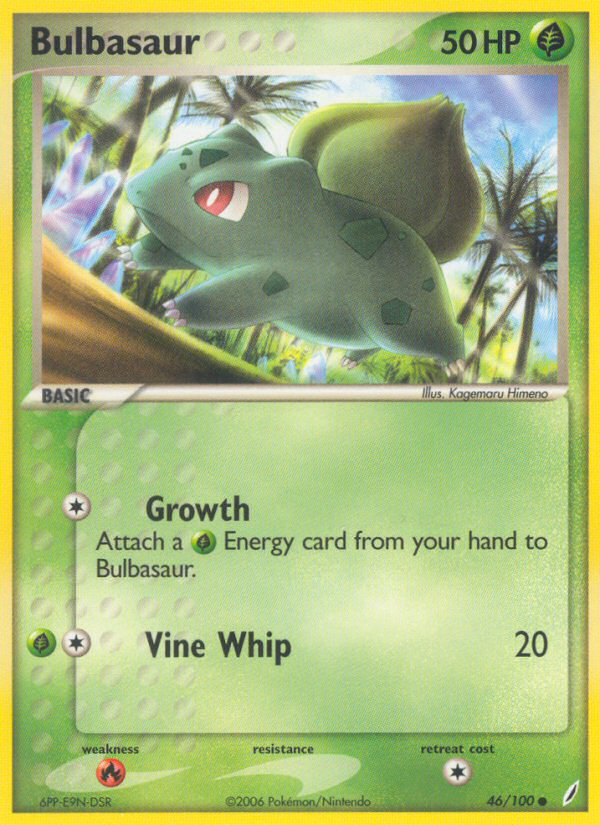 Bulbasaur 50 HP
BASIC
Illus. Kagemaru Himeno
Growth
Attach a Energy card from your hand to
Bulbasaur.
Vine Whip 20
weakness resistance retreat cost
6PP-E9N-DSR ©2006 Pokémon/Nintendo 46/100